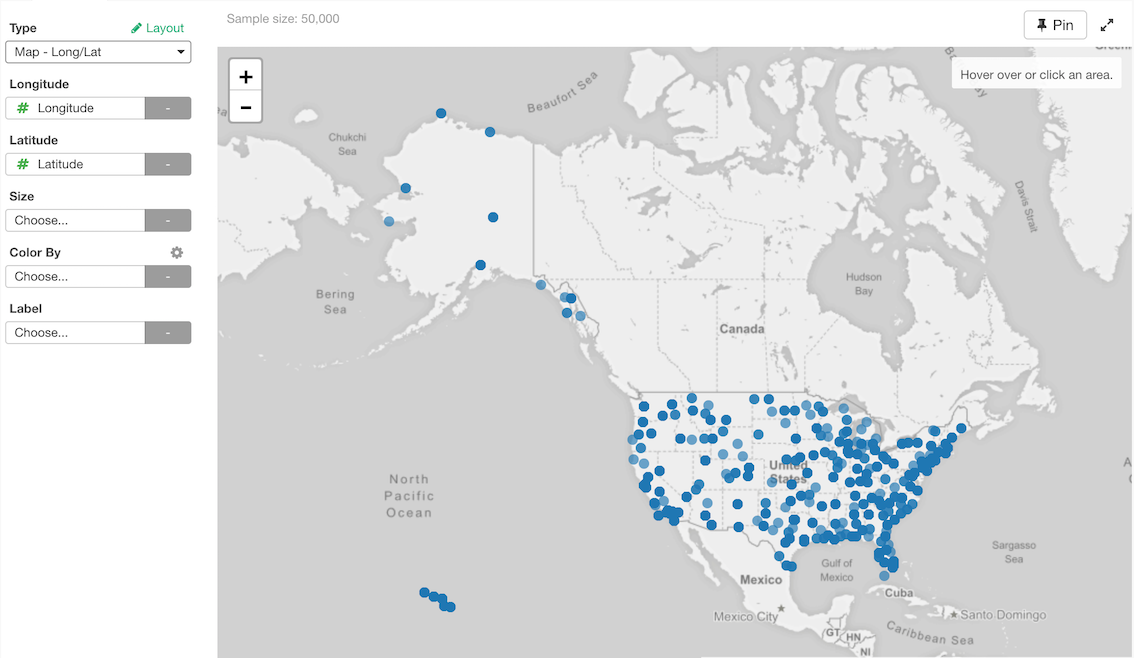 Type
Layout
Map - Long/Lat
Longitude
# Longitude
-
Latitude
# Latitude
-
Size
Choose...
-
Color By
Choose...
-
Label
Choose...
-
Sample size: 50,000
Pin
+
−
Hover over or click an area.
Beaufort Sea
Chukchi
Sea
Davis Strait
Hudson
Bay
Bering
Sea
Canada
United
States
North
Pacific
Ocean
Sargasso
Sea
Gulf of
Mexico
Mexico
Cuba
Mexico City
Santo Domingo
GT
HN
NI
Caribbean Sea